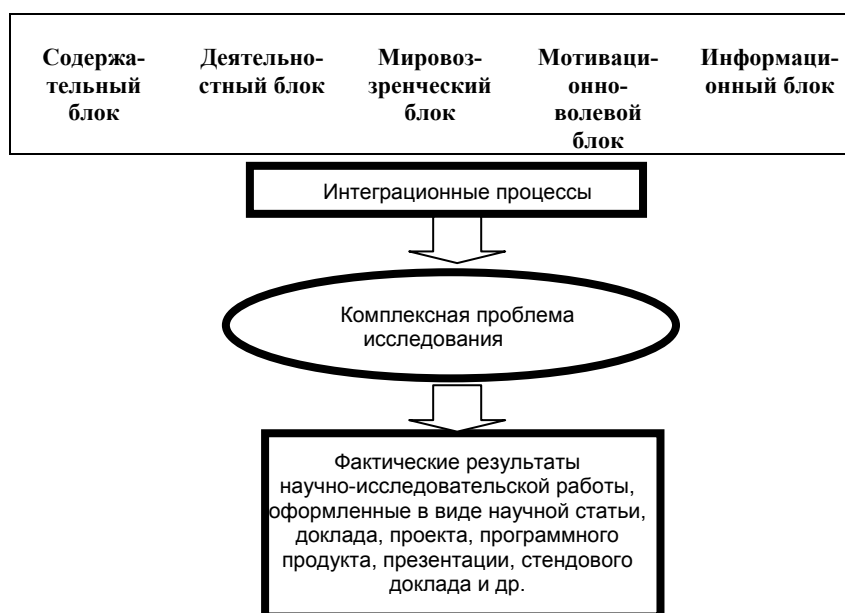 Содержа-
тельный
блок
Деятельно-
стный блок
Мировоз-
зренческий
блок
Мотиваци-
онно-
волевой
блок
Информаци-
онный блок
Интеграционные процессы
Комплексная проблема
исследования
Фактические результаты
научно-исследовательской работы,
оформленные в виде научной статьи,
доклада, проекта, программного
продукта, презентации, стендового
доклада и др.